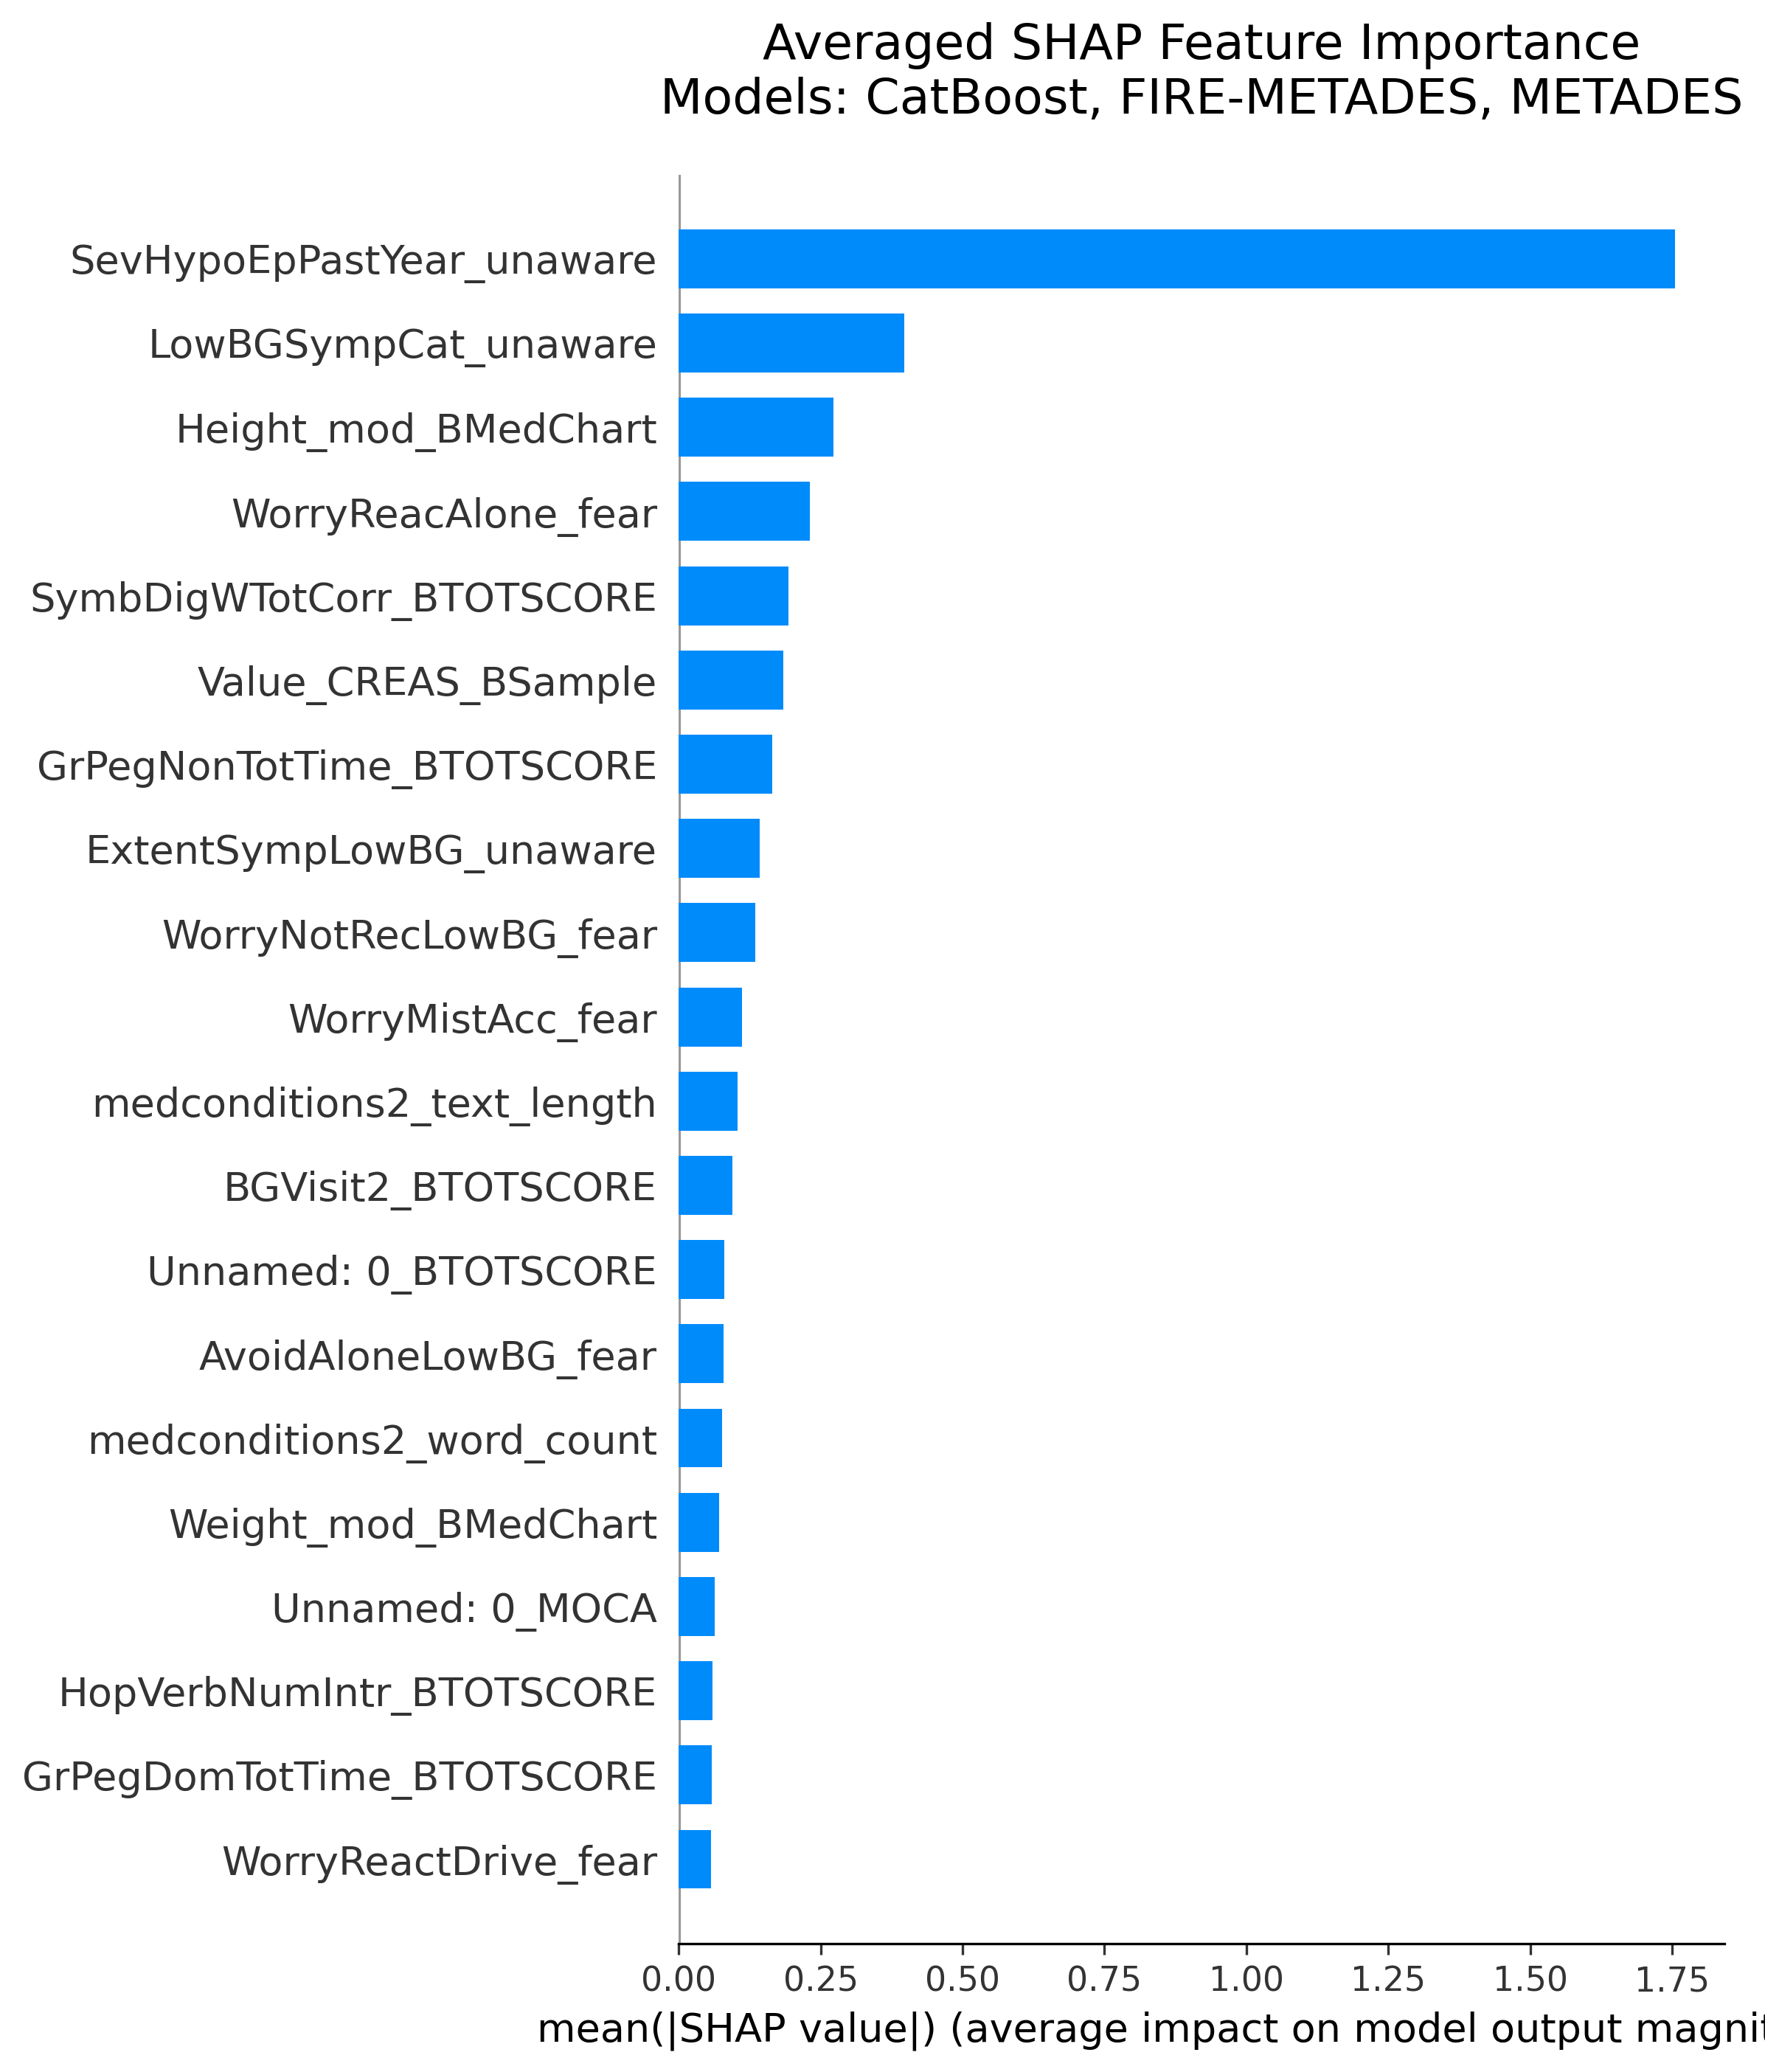 Averaged SHAP Feature Importance
Models: CatBoost, FIRE-METADES, METADES
SevHypoEpPastYear_unaware
LowBGSympCat_unaware
Height_mod_BMedChart
WorryReacAlone_fear
SymbDigWTotCorr_BTOTSCORE
Value_CREAS_BSample
GrPegNonTotTime_BTOTSCORE
ExtentSympLowBG_unaware
WorryNotRecLowBG_fear
WorryMistAcc_fear
medconditions2_text_length
BGVisit2_BTOTSCORE
Unnamed: 0_BTOTSCORE
AvoidAloneLowBG_fear
medconditions2_word_count
Weight_mod_BMedChart
Unnamed: 0_MOCA
HopVerbNumIntr_BTOTSCORE
GrPegDomTotTime_BTOTSCORE
WorryReactDrive_fear
0.00 0.25 0.50 0.75 1.00 1.25 1.50 1.75
mean(|SHAP value|) (average impact on model output magnit